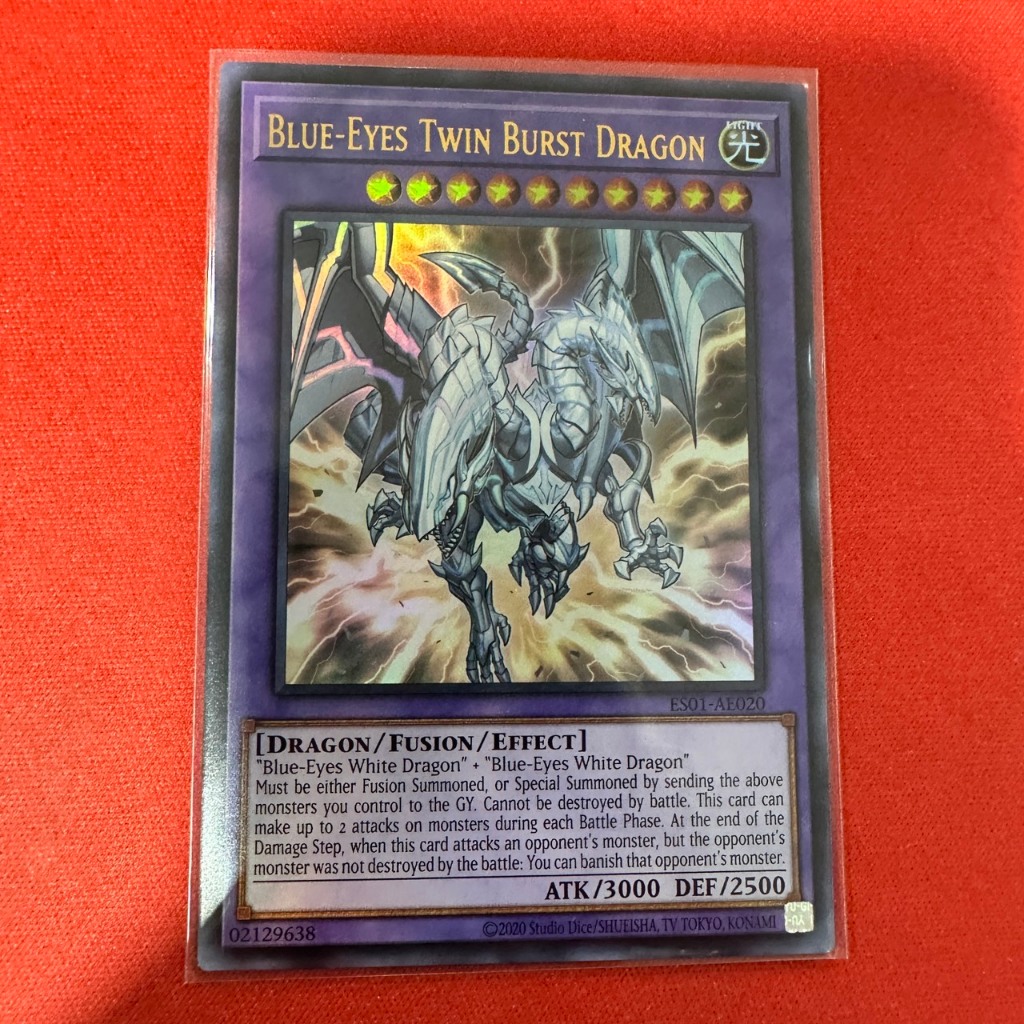 BLUE-EYES TWIN BURST DRAGON
LIGHT
光
ES01-AE020
[DRAGON/FUSION/EFFECT]
"Blue-Eyes White Dragon" + "Blue-Eyes White Dragon"
Must be either Fusion Summoned, or Special Summoned by sending the above
monsters you control to the GY. Cannot be destroyed by battle. This card can
make up to 2 attacks on monsters during each Battle Phase. At the end of the
Damage Step, when this card attacks an opponent's monster, but the opponent's
monster was not destroyed by the battle: You can banish that opponent's monster.
ATK/3000 DEF/2500
02129638
©2020 Studio Dice/SHUEISHA, TV TOKYO, KONAMI